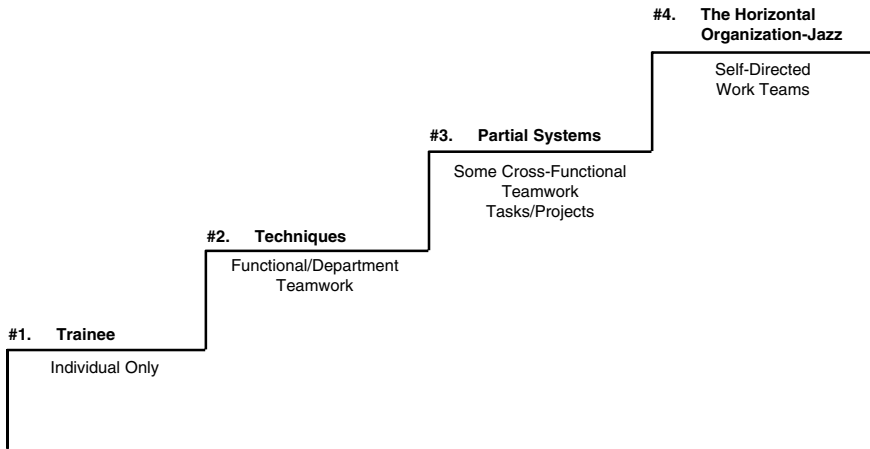 #4. The Horizontal
Organization-Jazz
Self-Directed
Work Teams
#3. Partial Systems
Some Cross-Functional
Teamwork
Tasks/Projects
#2. Techniques
Functional/Department
Teamwork
#1. Trainee
Individual Only